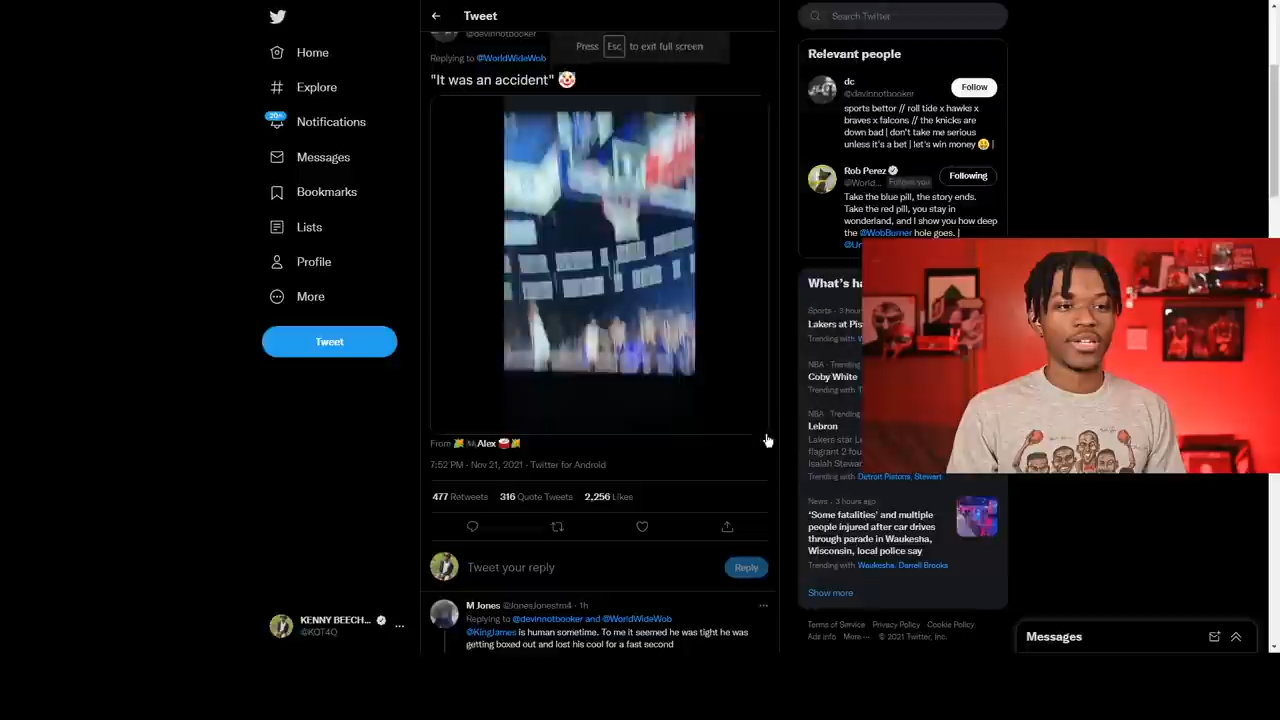 Tweet
Search Twitter
@devinnotbooker
Press Esc to exit full screen
Replying to @WorldWideWob
"It was an accident" 🤡
Home
Explore
20+
Notifications
Messages
Bookmarks
Lists
Profile
More
Tweet
From 🌽🎮Alex🥁🌽
7:52 PM · Nov 21, 2021 · Twitter for Android
477 Retweets 316 Quote Tweets 2,256 Likes
Tweet your reply
Reply
M Jones @JonesJonestm4 · 1h
Replying to @devinnotbooker and @WorldWideWob
@KingJames is human sometime. To me it seemed he was tight he was
getting boxed out and lost his cool for a fast second
KENNY BEECH...
@KOT4Q
Relevant people
dc
Follow
@devinnotbooker
sports bettor // roll tide x hawks x
braves x falcons // the knicks are
down bad | don't take me serious
unless it's a bet | let's win money 🤑 |
Rob Perez
Following
@World... Follows you
Take the blue pill, the story ends.
Take the red pill, you stay in
wonderland, and I show you how deep
the @WobBurner hole goes. |
@Un
What's ha
Sports · 3 hour
Lakers at Pis
Trending with
NBA · Trending
Coby White
Trending with
NBA · Trending
Lebron
Lakers star Le
flagrant 2 fou
Isaiah Stewar
Trending with Detroit Pistons, Stewart
News · 3 hours ago
'Some fatalities' and multiple
people injured after car drives
through parade in Waukesha,
Wisconsin, local police say
Trending with Waukesha, Darrell Brooks
Show more
Terms of Service Privacy Policy Cookie Policy
Ads info More ··· © 2021 Twitter, Inc.
Messages